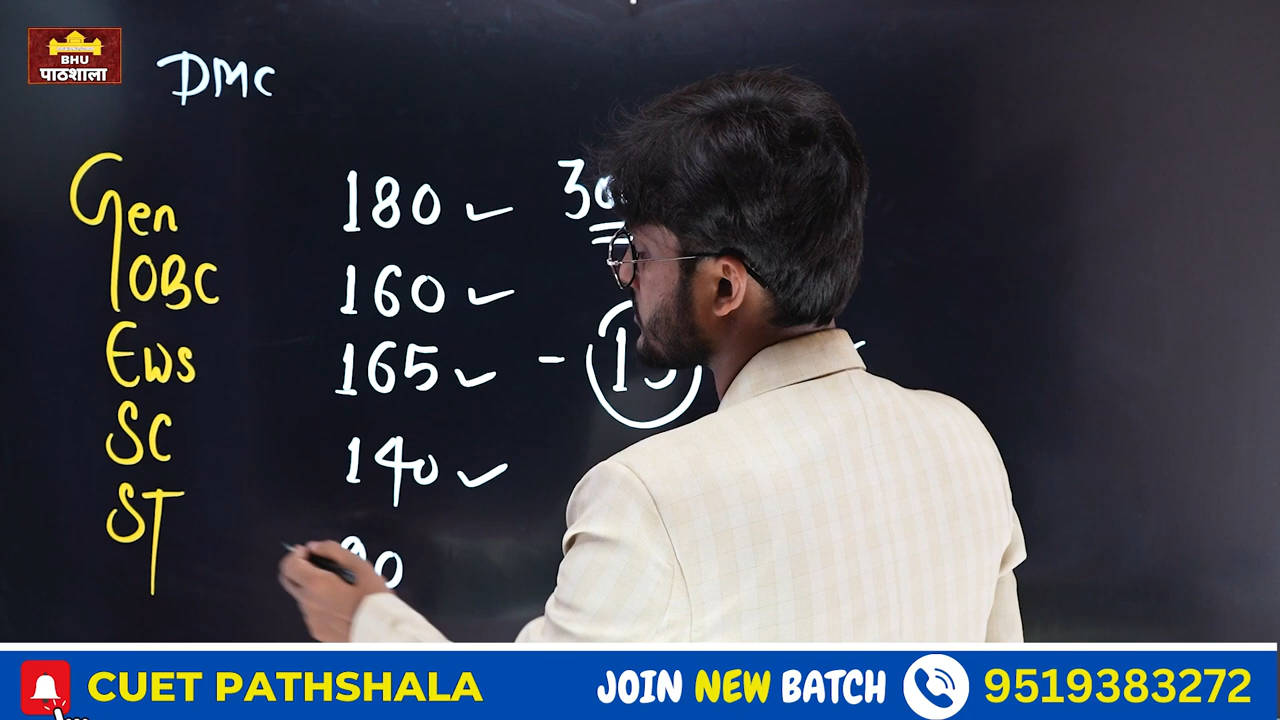 BHU
पाठशाला
DMC
Gen 180
OBC 160
EWS 165 -
SC 140
ST
CUET PATHSHALA JOIN NEW BATCH 9519383272